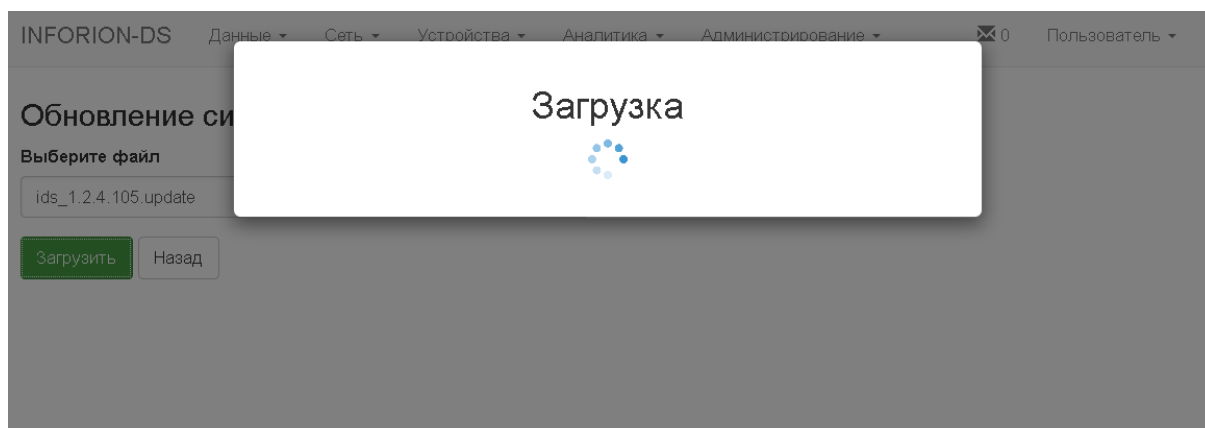 INFORION-DS Данные Сеть Устройства Аналитика Администрирование 0 Пользователь
Загрузка
Обновление си
Выберите файл
ids_1.2.4.105.update
Загрузить Назад